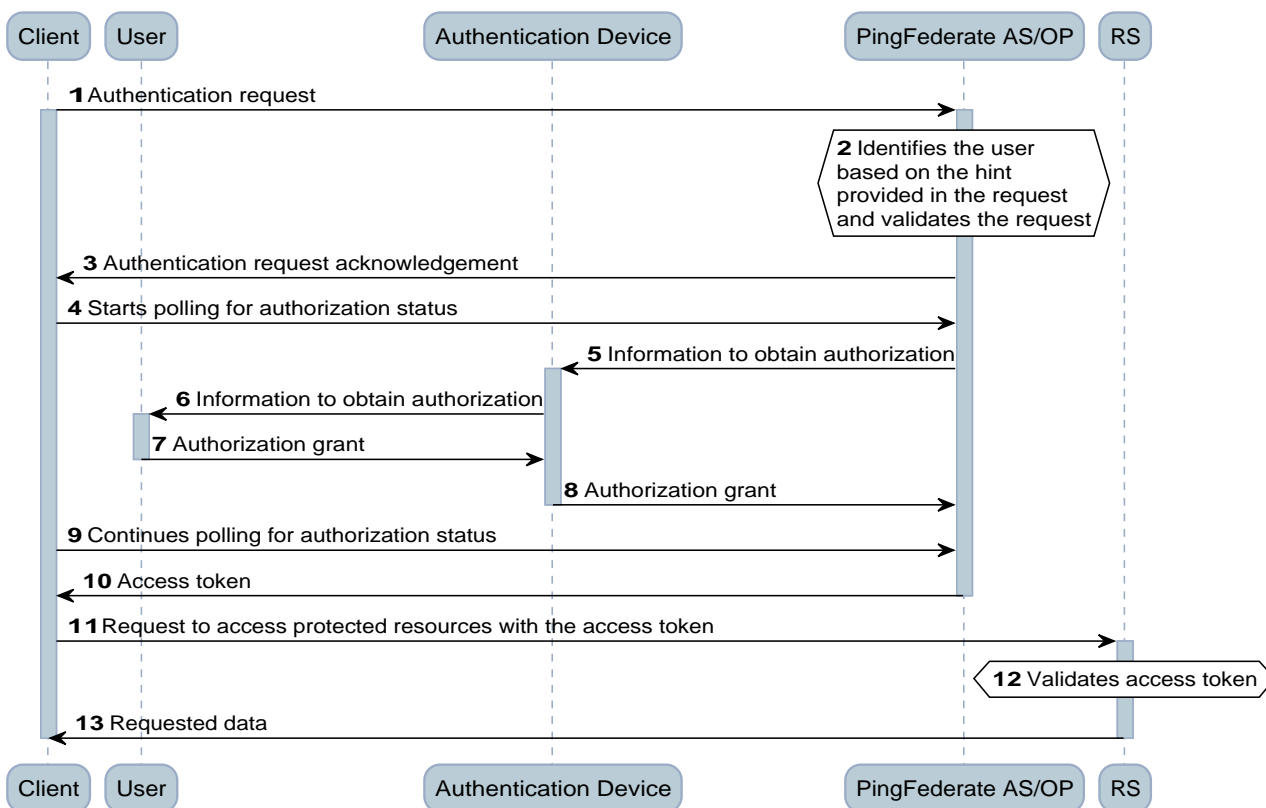 Client User Authentication Device PingFederate AS/OP RS
1 Authentication request
2 Identifies the user
based on the hint
provided in the request
and validates the request
3 Authentication request acknowledgement
4 Starts polling for authorization status
5 Information to obtain authorization
6 Information to obtain authorization
7 Authorization grant
8 Authorization grant
9 Continues polling for authorization status
10 Access token
11 Request to access protected resources with the access token
12 Validates access token
13 Requested data
Client User Authentication Device PingFederate AS/OP RS